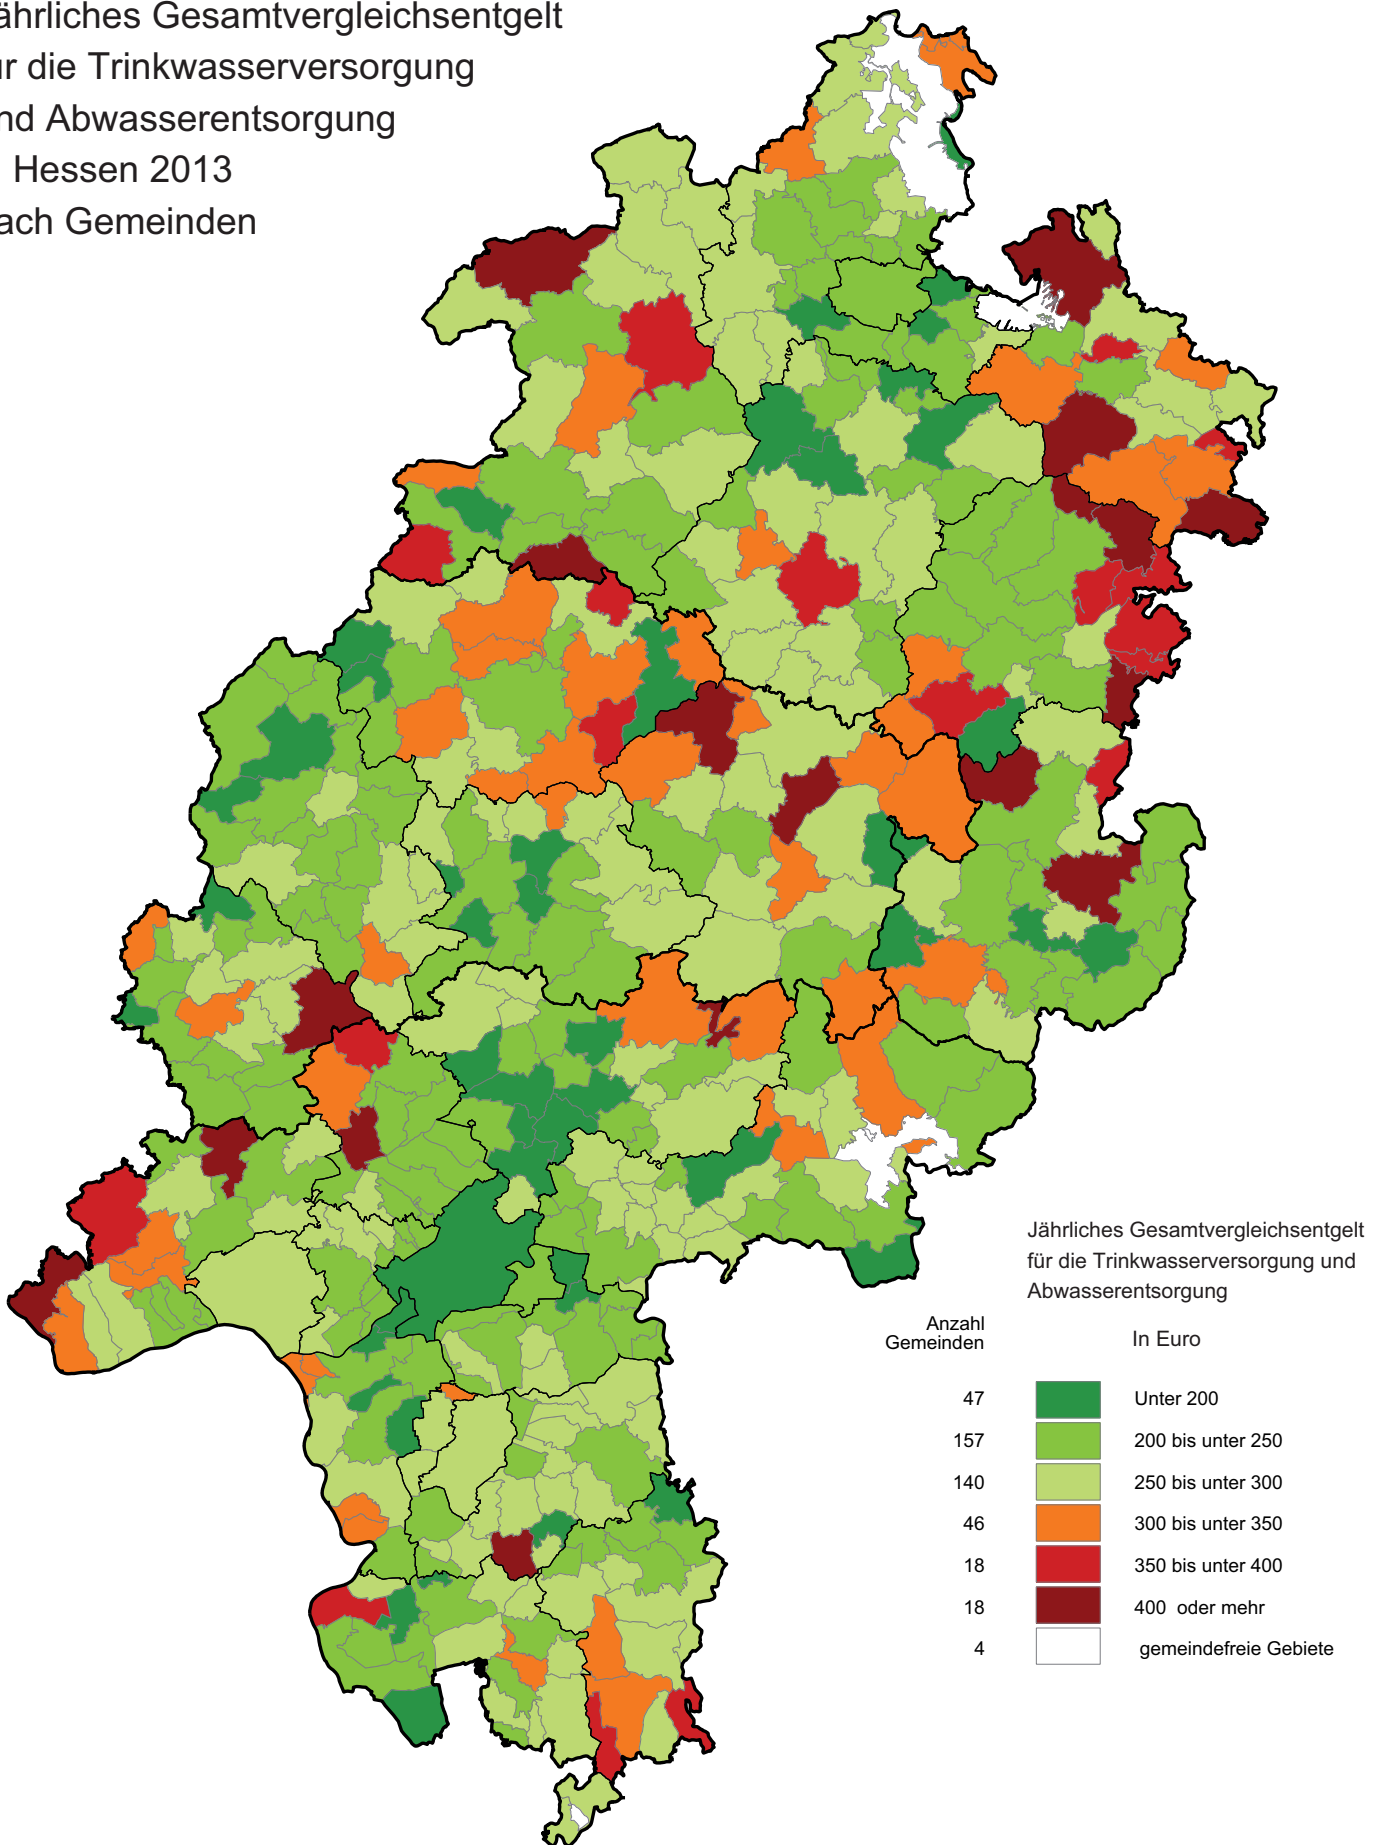 ährliches Gesamtvergleichsentgelt
ür die Trinkwasserversorgung
nd Abwasserentsorgung
Hessen 2013
ach Gemeinden
Jährliches Gesamtvergleichsentgelt
für die Trinkwasserversorgung und
Abwasserentsorgung
Anzahl
Gemeinden
In Euro
47 Unter 200
157 200 bis unter 250
140 250 bis unter 300
46 300 bis unter 350
18 350 bis unter 400
18 400 oder mehr
4 gemeindefreie Gebiete